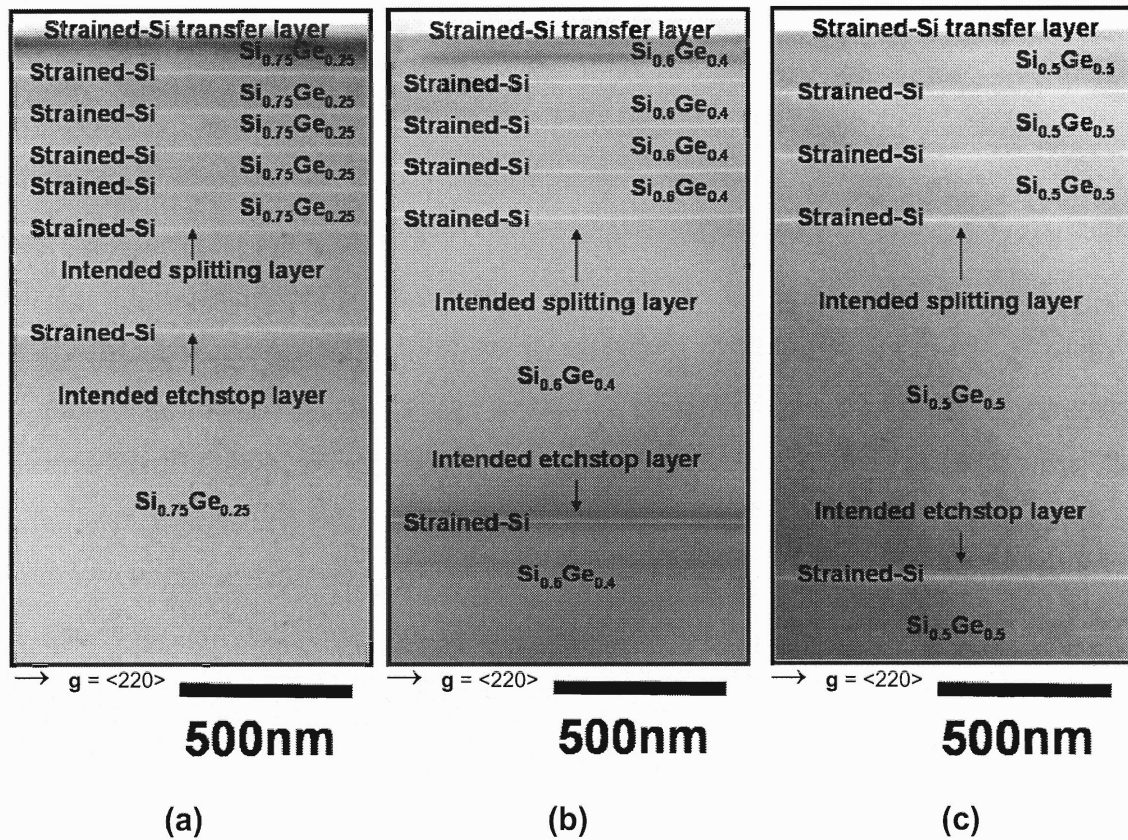 Strained-Si transfer layer
Si0.75Ge0.25
Strained-Si
Si0.75Ge0.25
Strained-Si
Si0.75Ge0.25
Strained-Si
Si0.75Ge0.25
Strained-Si
Si0.75Ge0.25
Strained-Si
Intended splitting layer
Strained-Si
Intended etchstop layer
Si0.75Ge0.25
→ g = <220>
500nm
(a)
Strained-Si transfer layer
Si0.6Ge0.4
Strained-Si
Si0.6Ge0.4
Strained-Si
Si0.6Ge0.4
Strained-Si
Si0.6Ge0.4
Strained-Si
Intended splitting layer
Si0.6Ge0.4
Intended etchstop layer
Strained-Si
Si0.6Ge0.4
→ g = <220>
500nm
(b)
Strained-Si transfer layer
Si0.5Ge0.5
Strained-Si
Si0.5Ge0.5
Strained-Si
Si0.5Ge0.5
Strained-Si
Intended splitting layer
Si0.5Ge0.5
Intended etchstop layer
Strained-Si
Si0.5Ge0.5
→ g = <220>
500nm
(c)